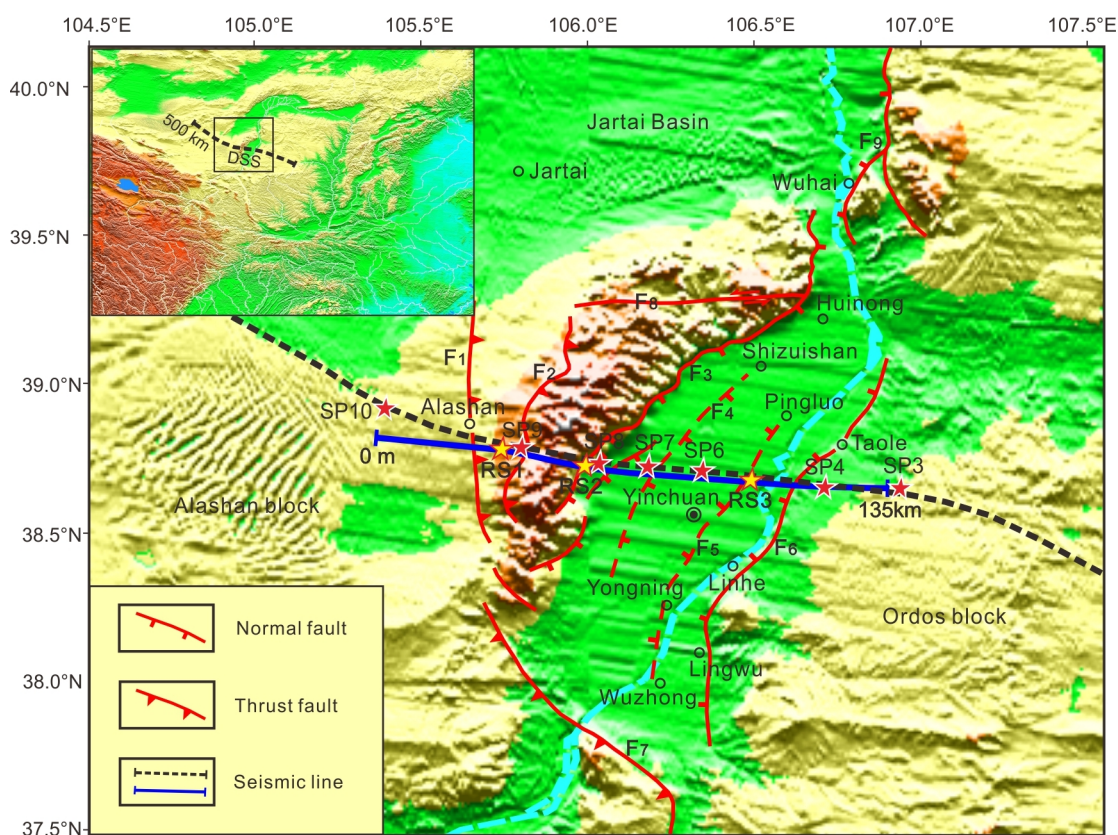 104.5°E 105.0°E 105.5°E 106.0°E 106.5°E 107.0°E 107.5°E
40.0°N
39.5°N
39.0°N
38.5°N
38.0°N
37.5°N
500 km
DSS
Jartai Basin
Jartai
F9
Wuhai
F8
Huinong
F1
F2
F3
Shizuishan
F4
Pingluo
SP10
Alashan
Taole
SP9
SP8
SP7
SP6
SP4
SP3
0 m
RS1
RS2
RS3
135km
Yinchuan
Alashan block
F5
F6
Linhe
Yongning
Ordos block
Lingwu
Wuzhong
F7
Normal fault
Thrust fault
Seismic line